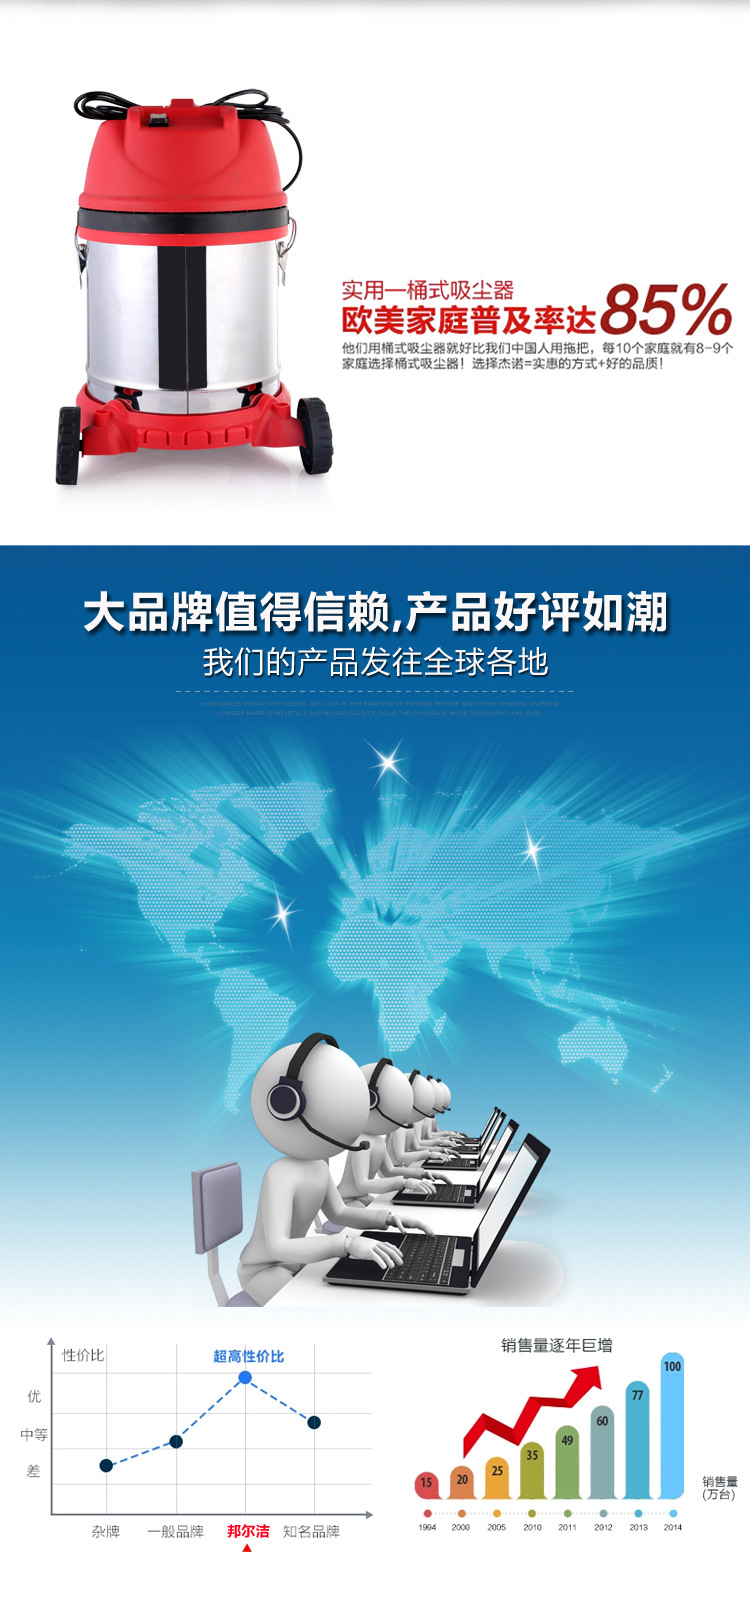 实用一桶式吸尘器
欧美家庭普及率达85%
他们用桶式吸尘器就好比我们中国人用拖把，每10个家庭就有8-9个
家庭选择桶式吸尘器！选择杰诺=实惠的方式+好的品质！
大品牌值得信赖,产品好评如潮
我们的产品发往全球各地
性价比
超高性价比
优
中等
差
杂牌 一般品牌 邦尔洁 知名品牌
销售量逐年巨增
15 20 25 35 49 60 77 100
销售量
(万台)
1994 2000 2005 2010 2011 2012 2013 2014